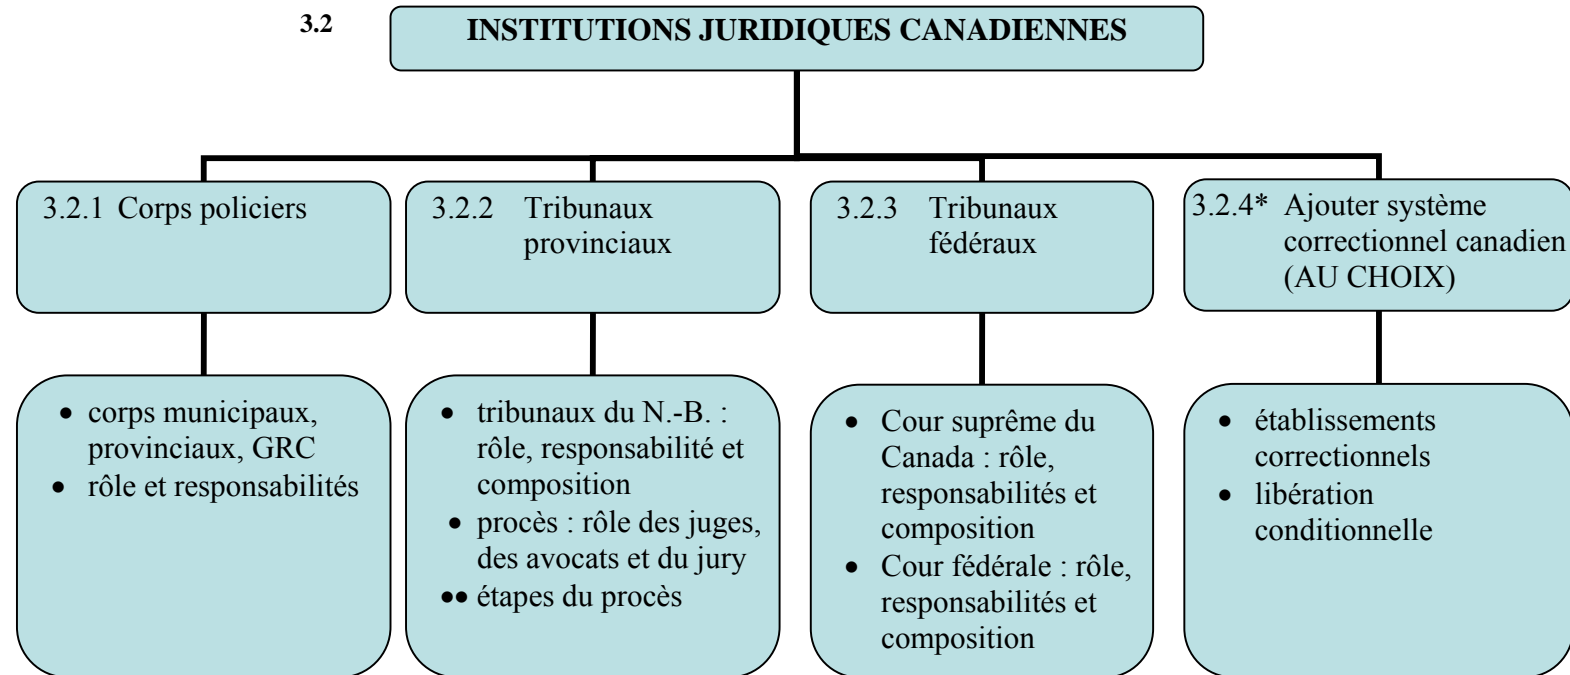 3.2
INSTITUTIONS JURIDIQUES CANADIENNES
3.2.1 Corps policiers
3.2.2 Tribunaux
provinciaux
3.2.3 Tribunaux
fédéraux
3.2.4* Ajouter système
correctionnel canadien
(AU CHOIX)
• corps municipaux,
provinciaux, GRC
• rôle et responsabilités
• tribunaux du N.-B. :
rôle, responsabilité et
composition
• procès : rôle des juges,
des avocats et du jury
•• étapes du procès
• Cour suprême du
Canada : rôle,
responsabilités et
composition
• Cour fédérale : rôle,
responsabilités et
composition
• établissements
correctionnels
• libération
conditionnelle